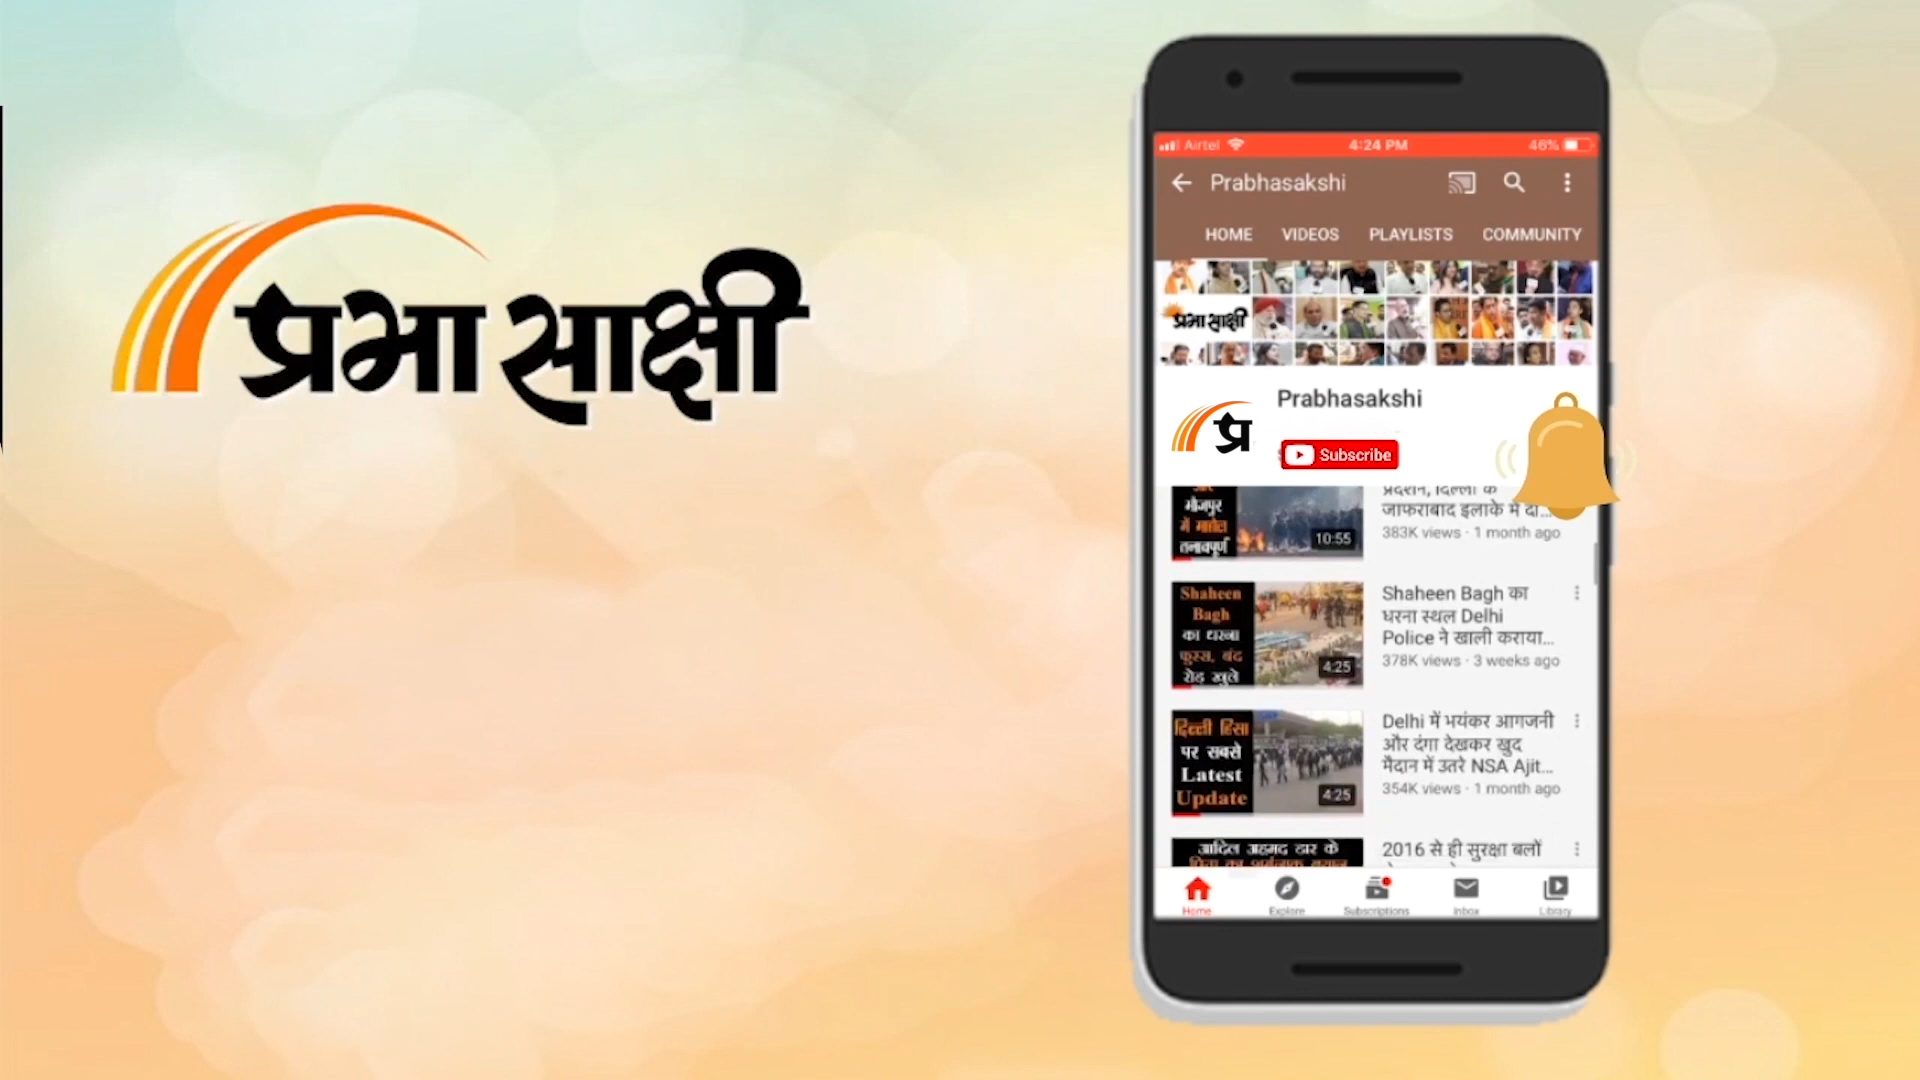 प्रभा साक्षी
Airtel 4:24 PM 46%
Prabhasakshi
HOME VIDEOS PLAYLISTS COMMUNITY
प्रभा साक्षी
Prabhasakshi
प्र
Subscribe
भौजपुर
में माहौल
तनावपूर्ण
10:55
प्रदर्शन, दिल्ली के
जाफराबाद इलाके में दो...
383K views · 1 month ago
Shaheen
Bagh
का धरना
फुस्स, बंद
रोड़ खुले
4:25
Shaheen Bagh का
धरना स्थल Delhi
Police ने खाली कराया...
378K views · 3 weeks ago
दिल्ली हिंसा
पर सबसे
Latest
Update
4:25
Delhi में भयंकर आगजनी
और दंगा देखकर खुद
मैदान में उतरे NSA Ajit...
354K views · 1 month ago
आदिल अहमद डार के
2016 से ही सुरक्षा बलों
Home Explore Subscriptions Inbox Library